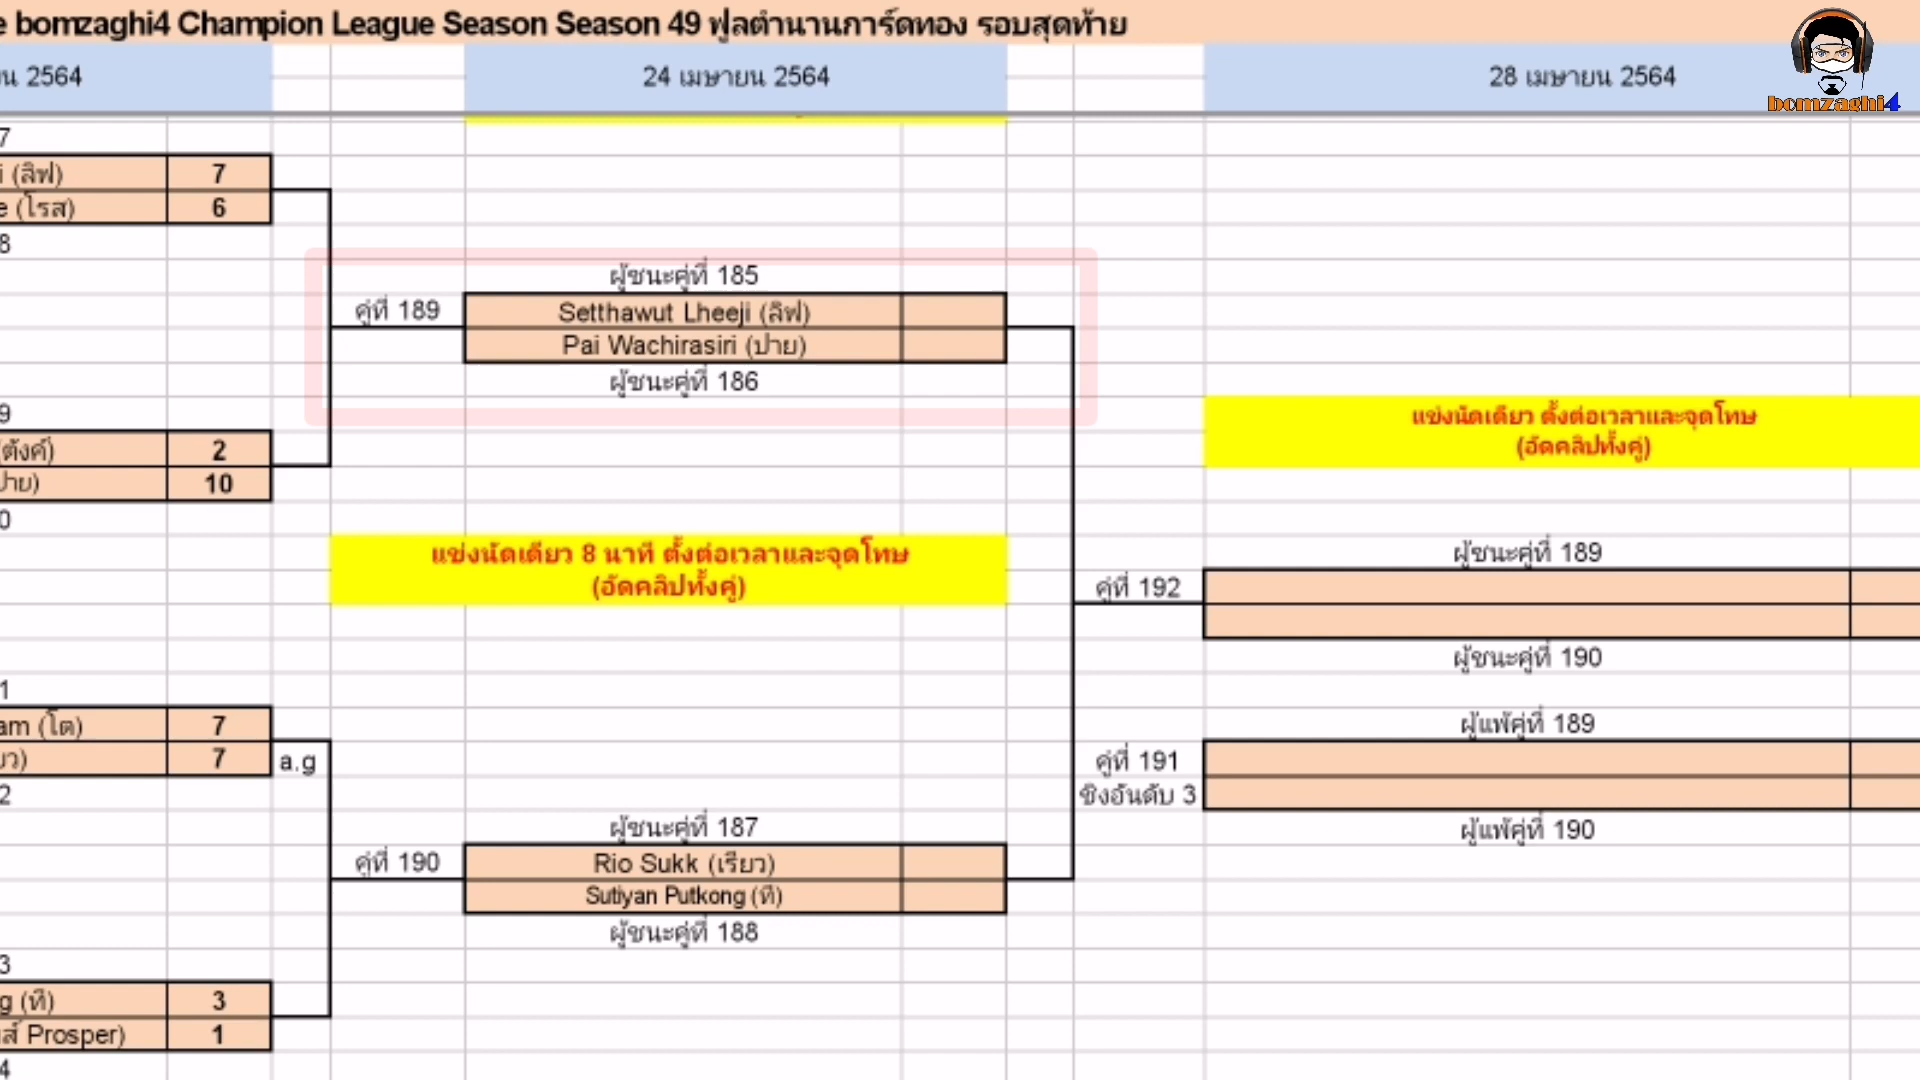 e bomzaghi4 Champion League Season Season 49 ฟูลตำนานการ์ดทอง รอบสุดท้าย
bomzaghi4
น 2564
24 เมษายน 2564
28 เมษายน 2564
7
i (ลิฟ) 7
e (โรส) 6
8
ผู้ชนะคู่ที่ 185
คู่ที่ 189
Setthawut Lheeji (ลิฟ)
Pai Wachirasiri (ปาย)
ผู้ชนะคู่ที่ 186
9
(ตังค์) 2
ปาย) 10
0
แข่งนัดเดียว ตั้งต่อเวลาและจุดโทษ
(อัดคลิปทั้งคู่)
แข่งนัดเดียว 8 นาที ตั้งต่อเวลาและจุดโทษ
(อัดคลิปทั้งคู่)
ผู้ชนะคู่ที่ 189
คู่ที่ 192
ผู้ชนะคู่ที่ 190
1
am (โต) 7
ยว) 7 a.g
2
ผู้แพ้คู่ที่ 189
คู่ที่ 191
ชิงอันดับ 3
ผู้แพ้คู่ที่ 190
ผู้ชนะคู่ที่ 187
คู่ที่ 190
Rio Sukk (เรียว)
Sutiyan Putkong (ที)
ผู้ชนะคู่ที่ 188
3
g (ที) 3
ส์ Prosper) 1
4